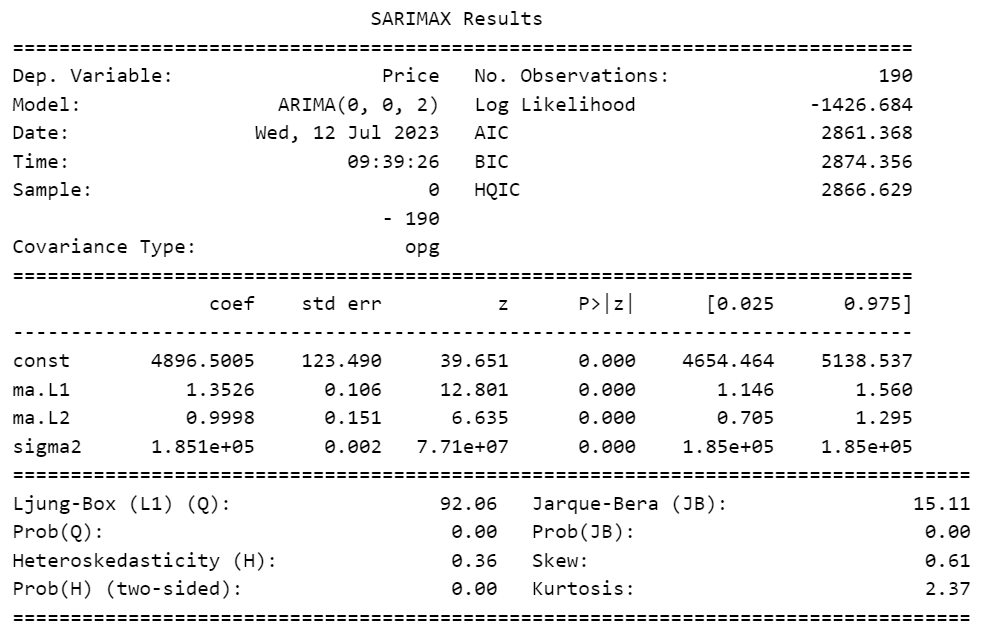 SARIMAX Results
==============================================================================
Dep. Variable:                  Price   No. Observations:                  190
Model:                 ARIMA(0, 0, 2)   Log Likelihood               -1426.684
Date:                Wed, 12 Jul 2023   AIC                           2861.368
Time:                        09:39:26   BIC                           2874.356
Sample:                             0   HQIC                          2866.629
                                - 190
Covariance Type:                  opg
==============================================================================
                 coef    std err          z      P>|z|      [0.025      0.975]
------------------------------------------------------------------------------
const       4896.5005    123.490     39.651      0.000    4654.464    5138.537
ma.L1          1.3526      0.106     12.801      0.000       1.146       1.560
ma.L2          0.9998      0.151      6.635      0.000       0.705       1.295
sigma2      1.851e+05      0.002   7.71e+07      0.000    1.85e+05    1.85e+05
===================================================================================
Ljung-Box (L1) (Q):                  92.06   Jarque-Bera (JB):                15.11
Prob(Q):                              0.00   Prob(JB):                         0.00
Heteroskedasticity (H):               0.36   Skew:                             0.61
Prob(H) (two-sided):                  0.00   Kurtosis:                         2.37
===================================================================================